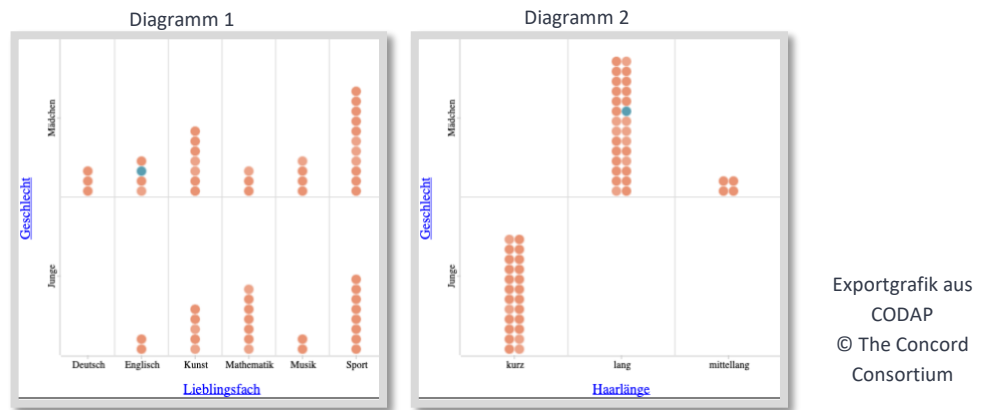 Diagramm 1
Mädchen
Junge
Geschlecht
Deutsch Englisch Kunst Mathematik Musik Sport
Lieblingsfach
Diagramm 2
Mädchen
Junge
Geschlecht
kurz lang mittellang
Haarlänge
Exportgrafik aus
CODAP
© The Concord
Consortium